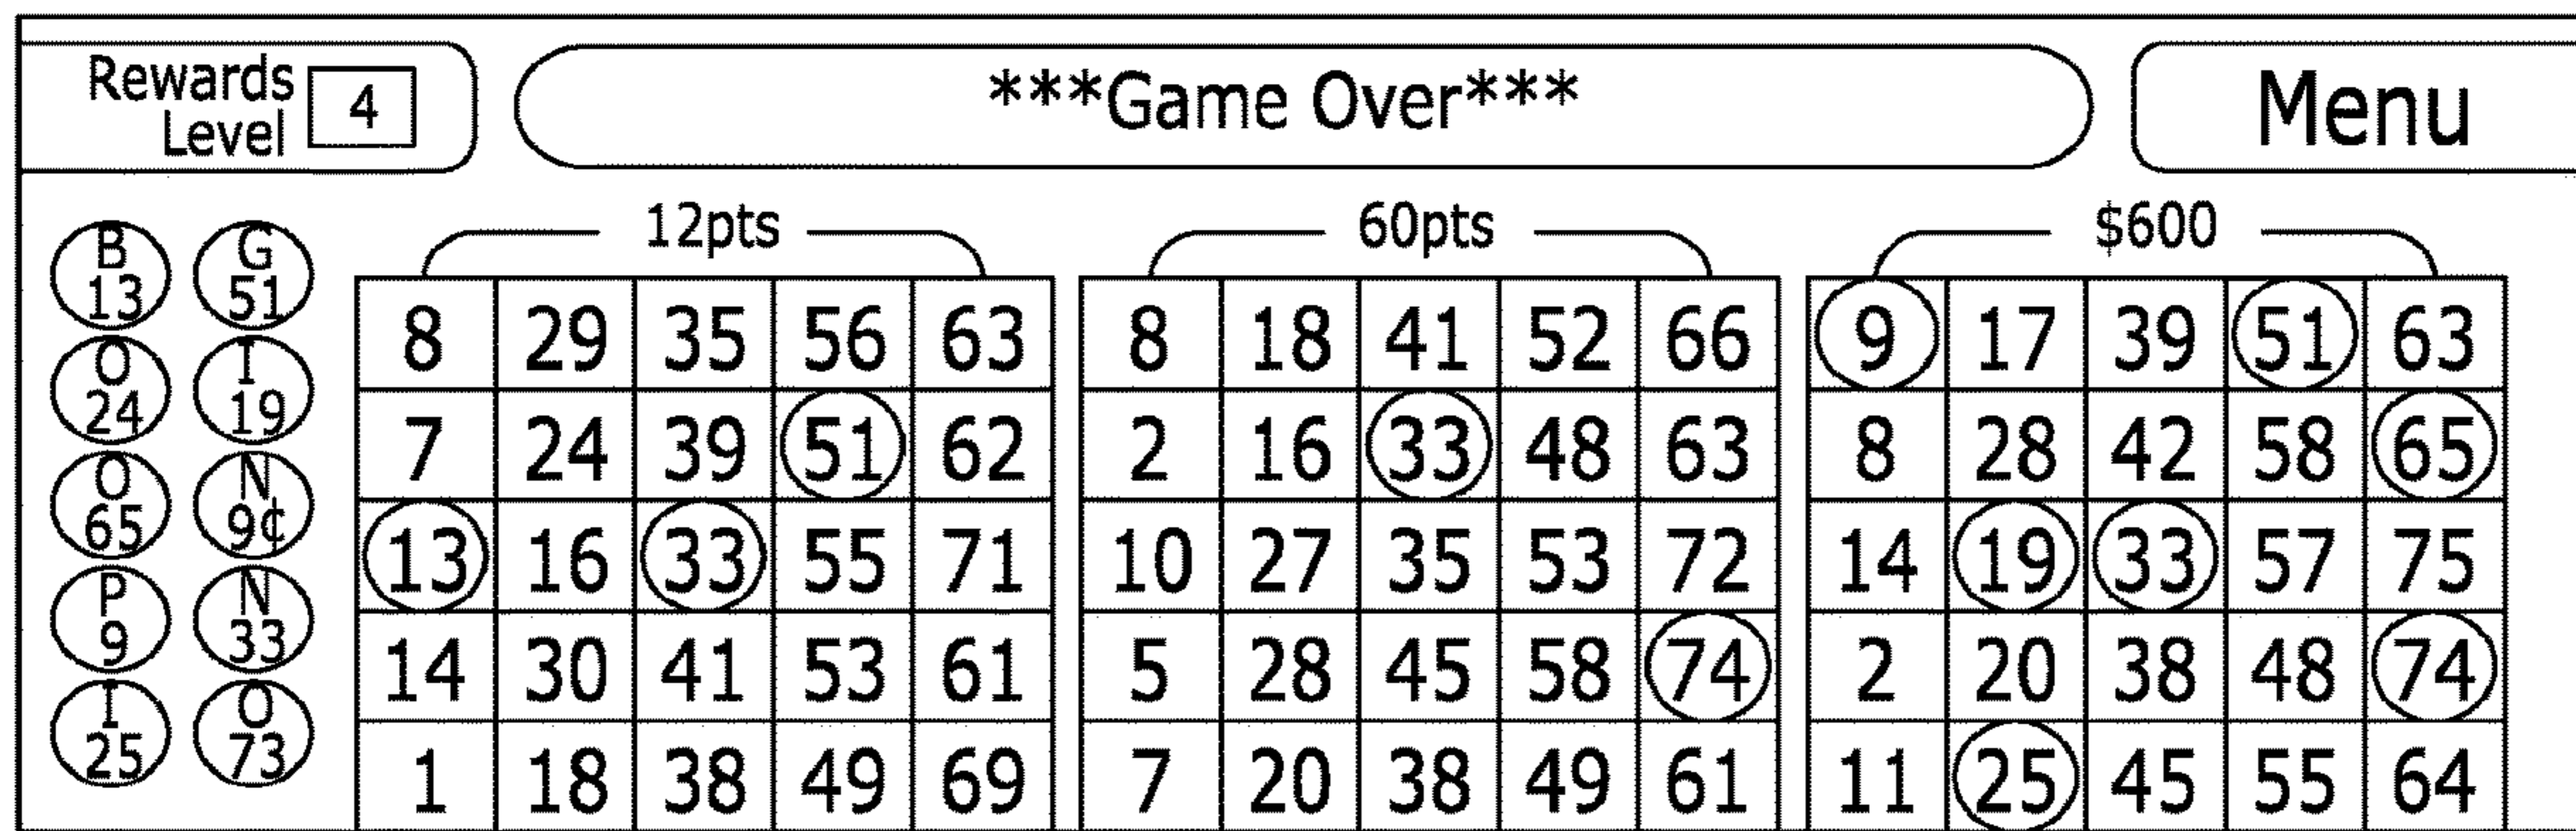 Rewards
Level 4
***Game Over***
Menu
12pts
60pts
$600
B
13
G
51
O
24
I
19
O
65
N
9¢
P
9
N
33
I
25
O
73
8 29 35 56 63
7 24 39 51 62
13 16 33 55 71
14 30 41 53 61
1 18 38 49 69
8 18 41 52 66
2 16 33 48 63
10 27 35 53 72
5 28 45 58 74
7 20 38 49 61
9 17 39 51 63
8 28 42 58 65
14 19 33 57 75
2 20 38 48 74
11 25 45 55 64